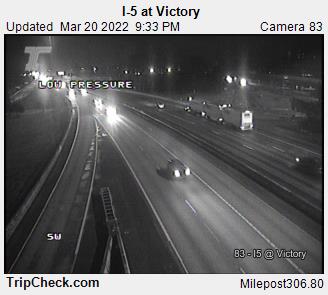 I-5 at Victory
Updated Mar 20 2022 9:33 PM Camera 83
LOW PRESSURE
SW
83 - I5 @ Victory
TripCheck.com Milepost306.80